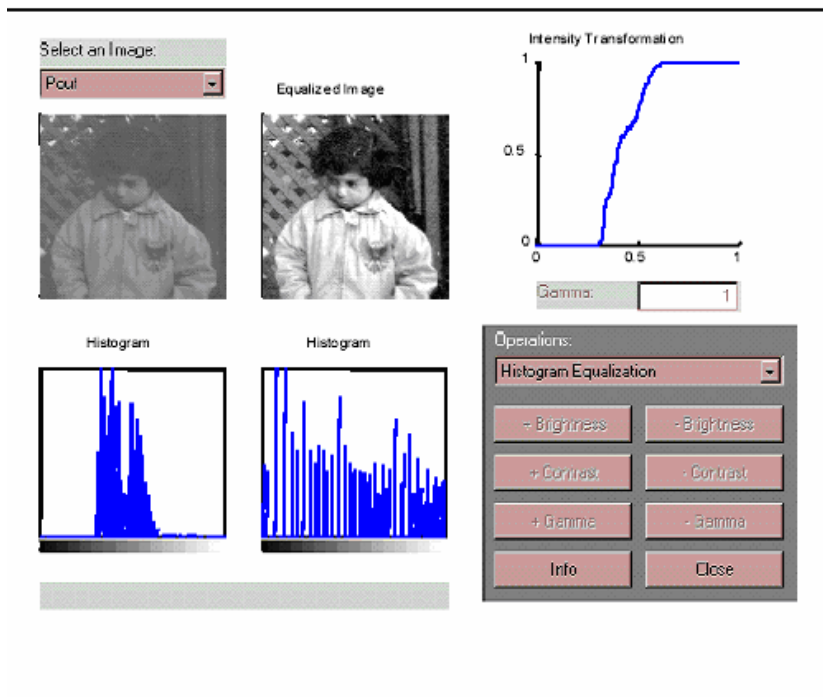 Select an Image:
Pout
Equalized Image
Intensity Transformation
1
0.5
0
0
0.5
1
Gamma:
1
Histogram
Histogram
Operations:
Histogram Equalization
+ Brightness
- Brightness
+ Contrast
- Contrast
+ Gamma
- Gamma
Info
Close